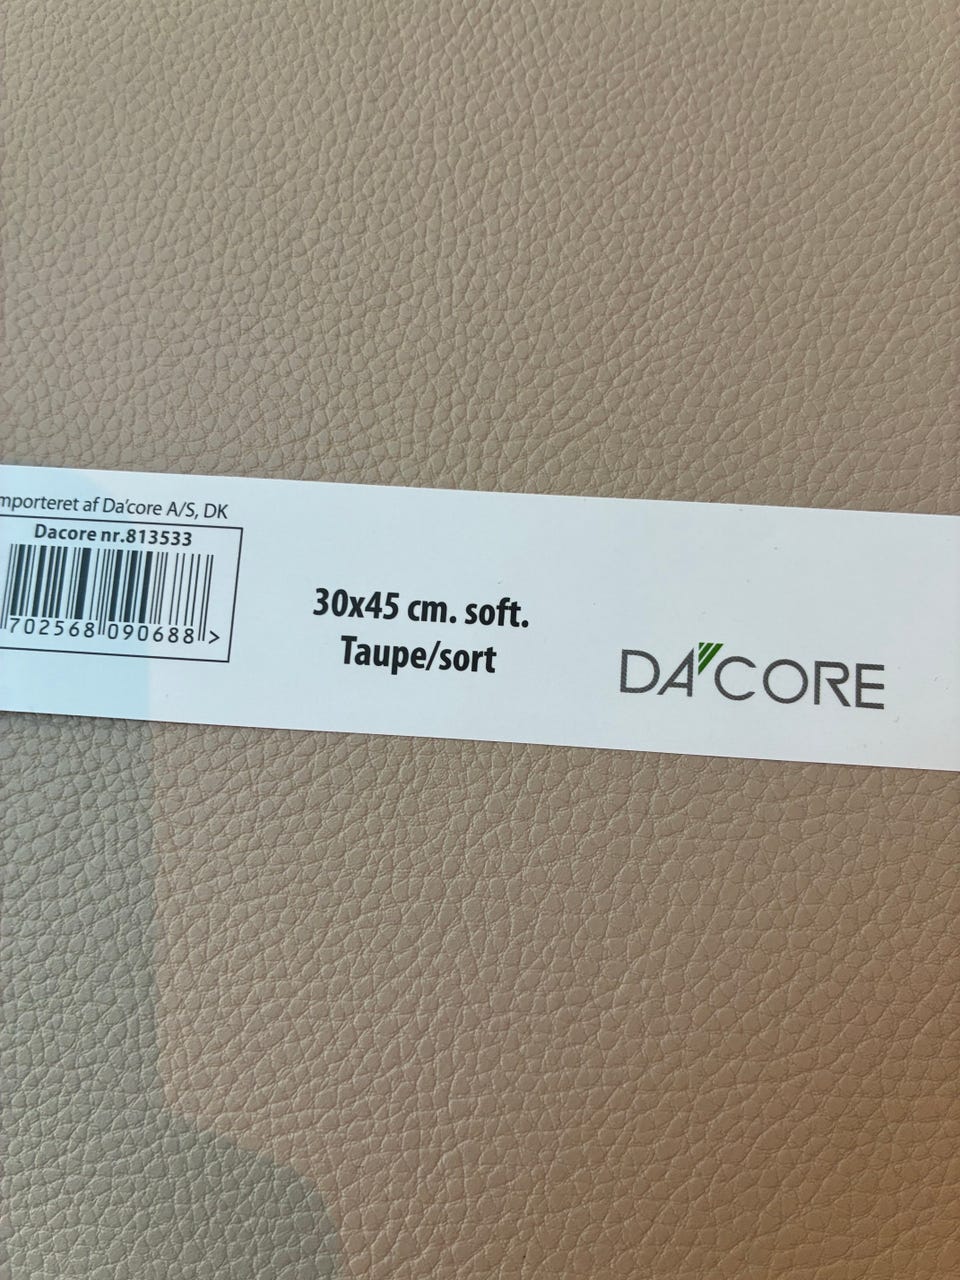 mporteret af Da'core A/S, DK
Dacore nr.813533
702568 090688 >
30x45 cm. soft.
Taupe/sort
DA'CORE